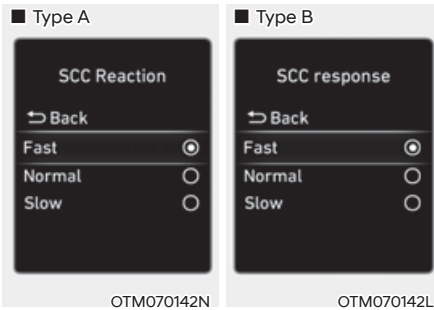 ■ Type A
SCC Reaction
Back
Fast
Normal
Slow
OTM070142N
■ Type B
SCC response
Back
Fast
Normal
Slow
OTM070142L